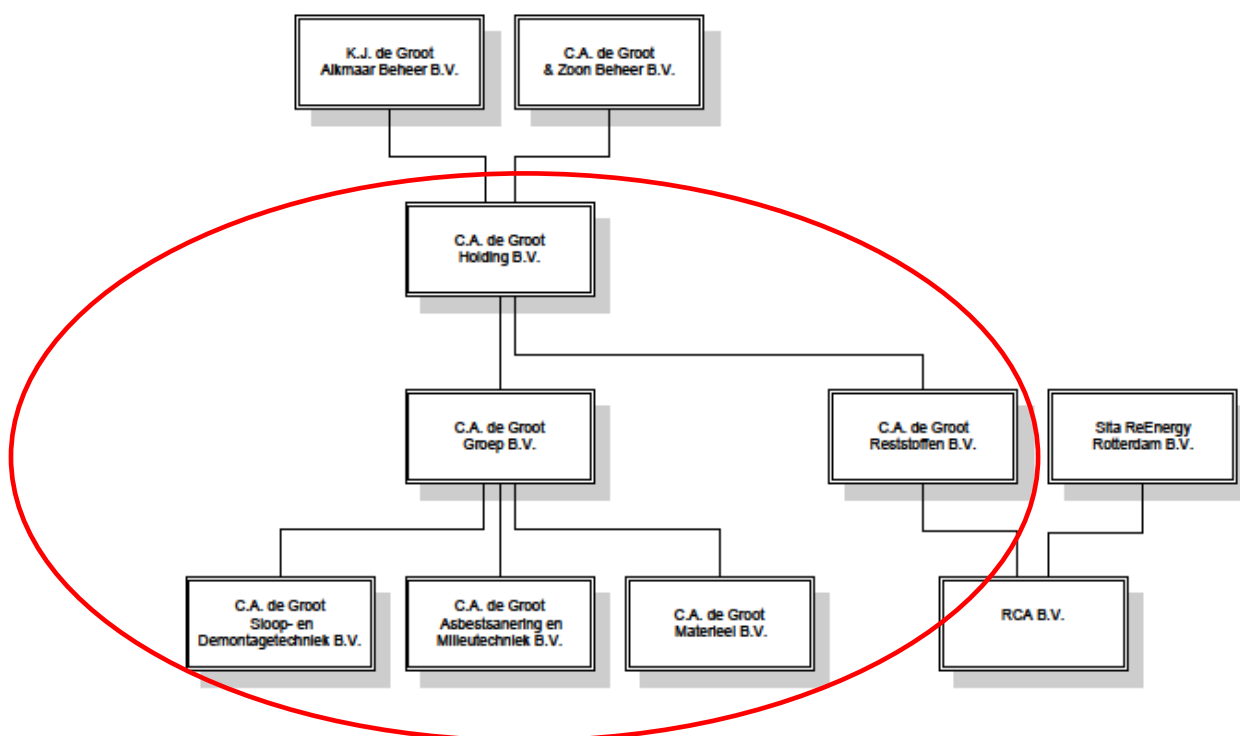 K.J. de Groot
Alkmaar Beheer B.V.
C.A. de Groot
& Zoon Beheer B.V.
C.A. de Groot
Holding B.V.
C.A. de Groot
Groep B.V.
C.A. de Groot
Reststoffen B.V.
Sita ReEnergy
Rotterdam B.V.
C.A. de Groot
Sloop- en
Demontagetechniek B.V.
C.A. de Groot
Asbestsanering en
Milieutechniek B.V.
C.A. de Groot
Materieel B.V.
RCA B.V.